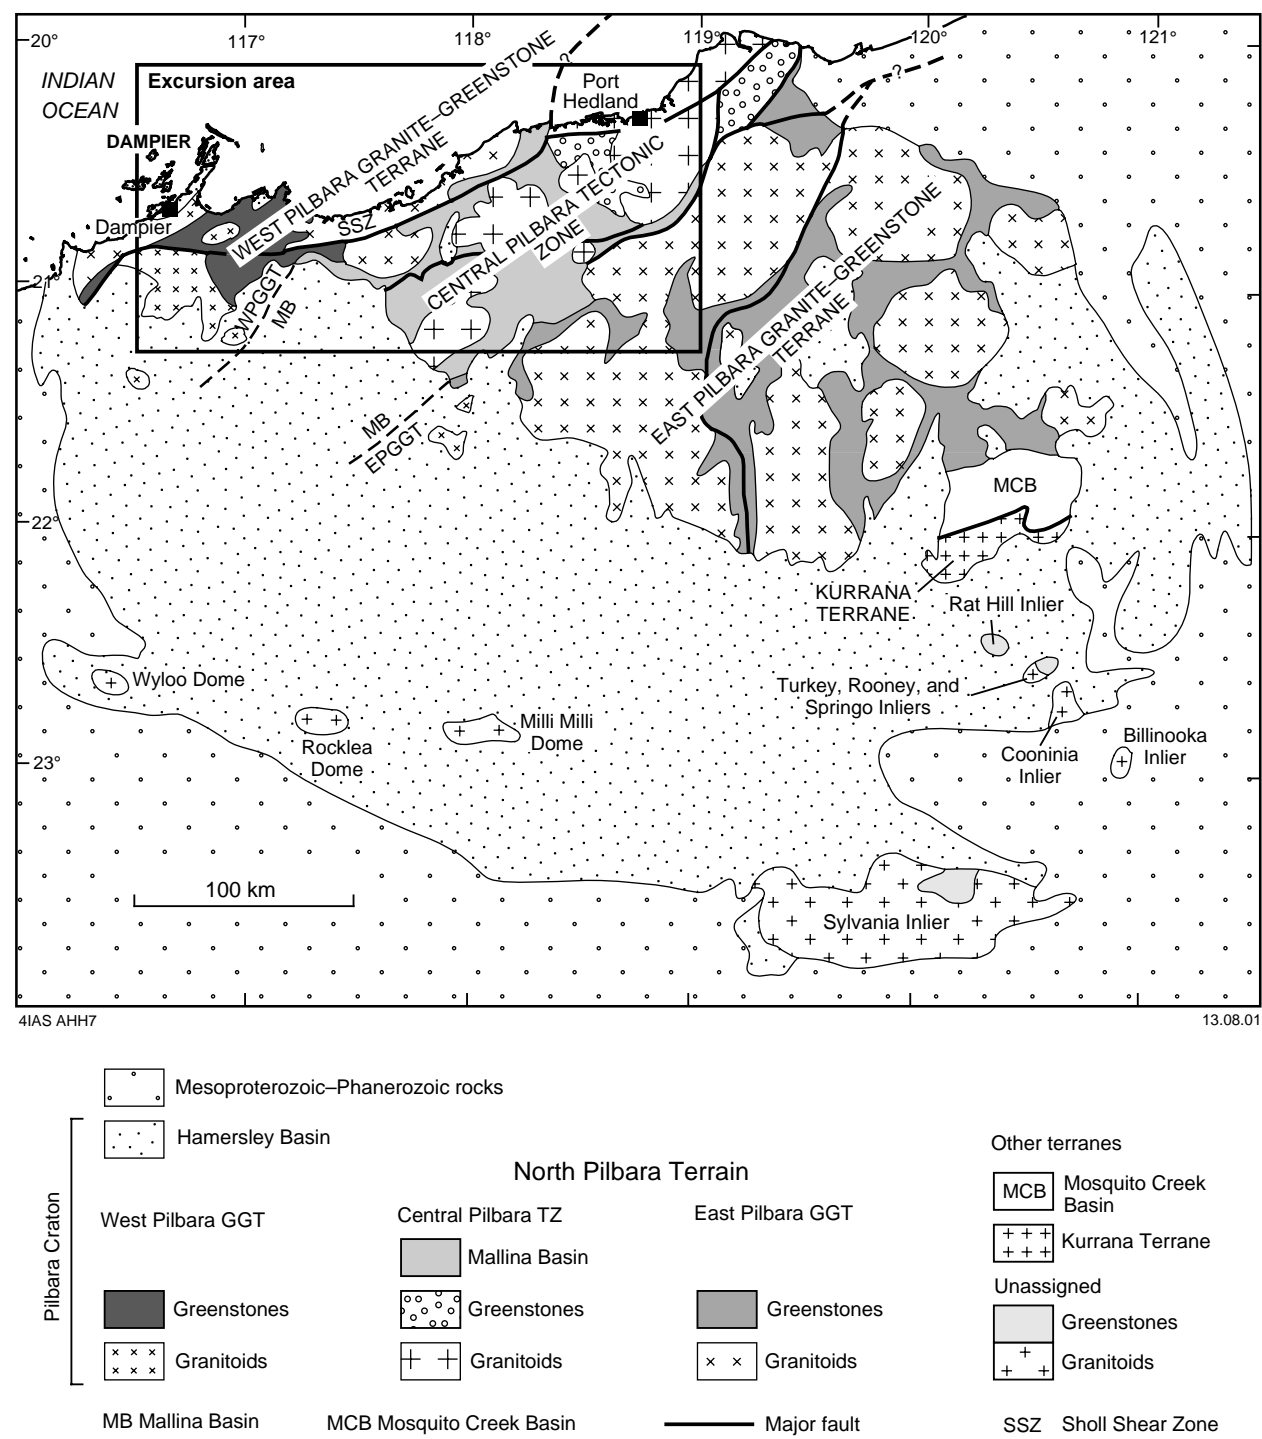 20°
117°
118°
119°
120°
121°
INDIAN
OCEAN
Excursion area
?
?
Port
Hedland
DAMPIER
Dampier
WEST PILBARA GRANITE–GREENSTONE
TERRANE
SSZ
CENTRAL PILBARA TECTONIC
ZONE
EAST PILBARA GRANITE–GREENSTONE
TERRANE
21°
WPGGT
MB
MB
EPGGT
MCB
22°
KURRANA
TERRANE
Rat Hill Inlier
Wyloo Dome
Turkey, Rooney, and
Springo Inliers
Rocklea
Dome
Milli Milli
Dome
Cooninia
Inlier
Billinooka
Inlier
23°
100 km
Sylvania Inlier
4IAS AHH7
13.08.01
Mesoproterozoic–Phanerozoic rocks
Hamersley Basin
Pilbara Craton
North Pilbara Terrain
West Pilbara GGT
Greenstones
Granitoids
Central Pilbara TZ
Mallina Basin
Greenstones
Granitoids
East Pilbara GGT
Greenstones
Granitoids
Other terranes
MCB
Mosquito Creek
Basin
Kurrana Terrane
Unassigned
Greenstones
Granitoids
MB Mallina Basin
MCB Mosquito Creek Basin
Major fault
SSZ Sholl Shear Zone